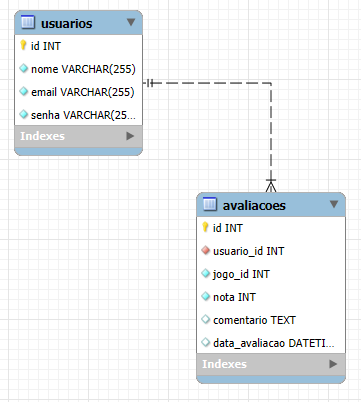 usuarios
id INT
nome VARCHAR(255)
email VARCHAR(255)
senha VARCHAR(25...
Indexes
avaliacoes
id INT
usuario_id INT
jogo_id INT
nota INT
comentario TEXT
data_avaliacao DATETI...
Indexes